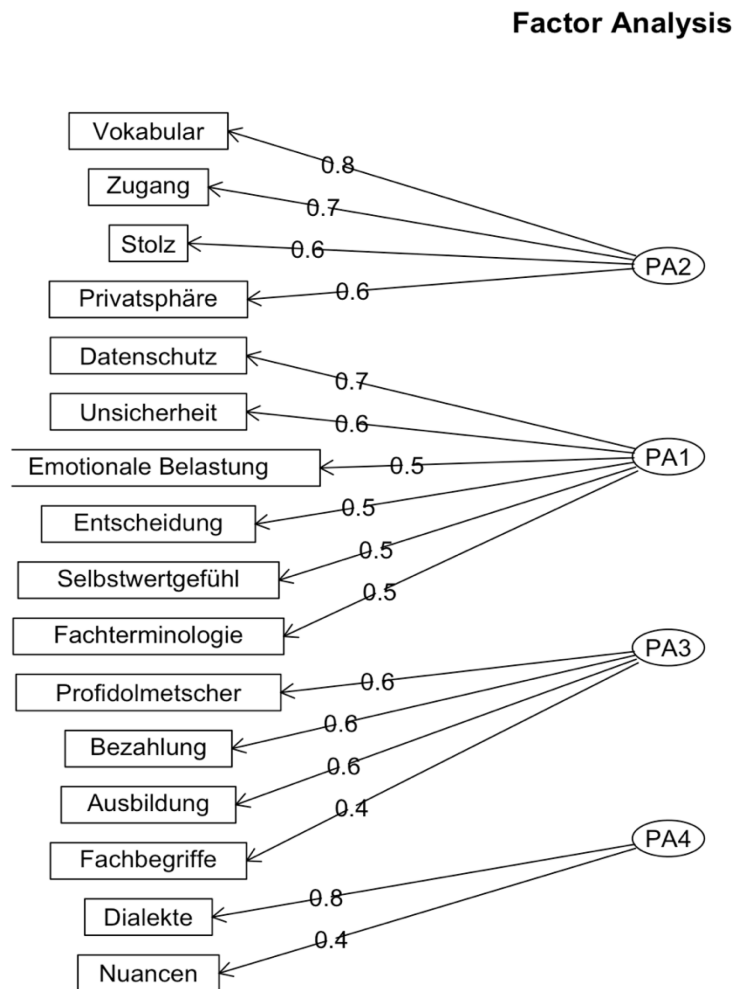 Factor Analysis
Vokabular
0.8
Zugang
0.7
Stolz
0.6
PA2
Privatsphäre
0.6
Datenschutz
0.7
Unsicherheit
0.6
Emotionale Belastung
0.5
PA1
Entscheidung
0.5
Selbstwertgefühl
0.5
Fachterminologie
0.5
PA3
Profidolmetscher
0.6
Bezahlung
0.6
Ausbildung
0.6
Fachbegriffe
0.4
PA4
Dialekte
0.8
Nuancen
0.4